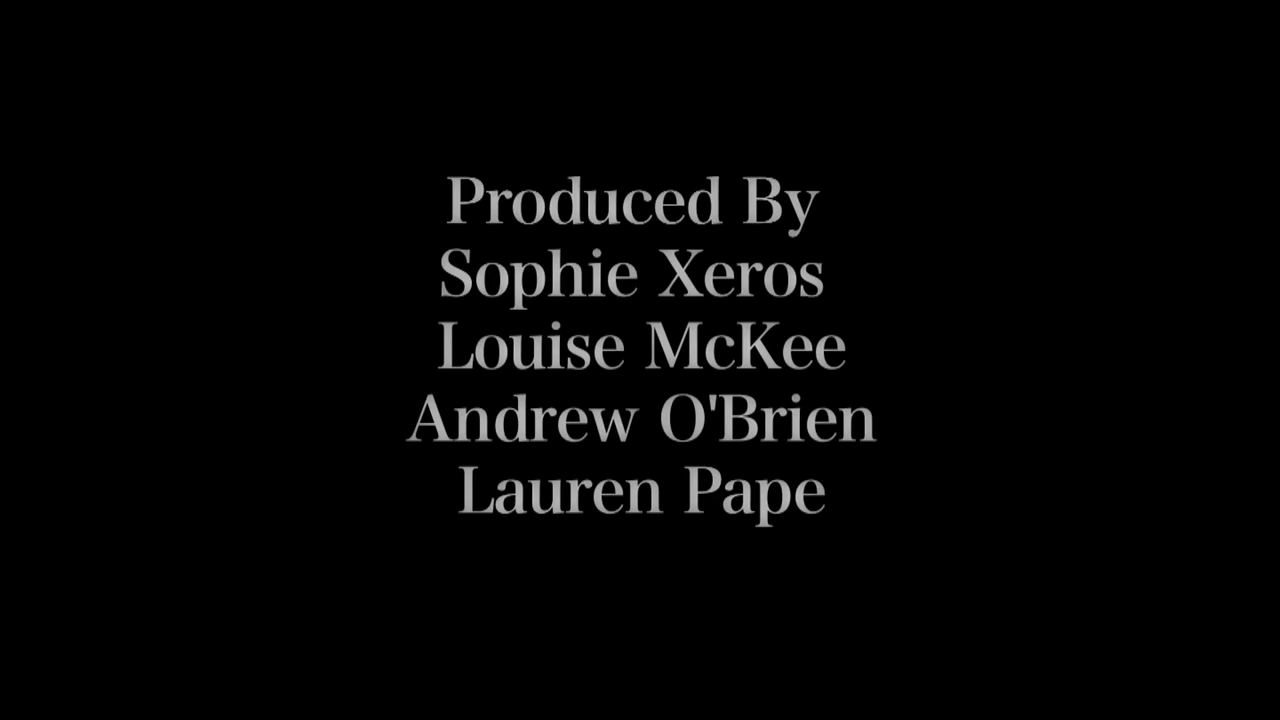 Produced By
Sophie Xeros
Louise McKee
Andrew O'Brien
Lauren Pape